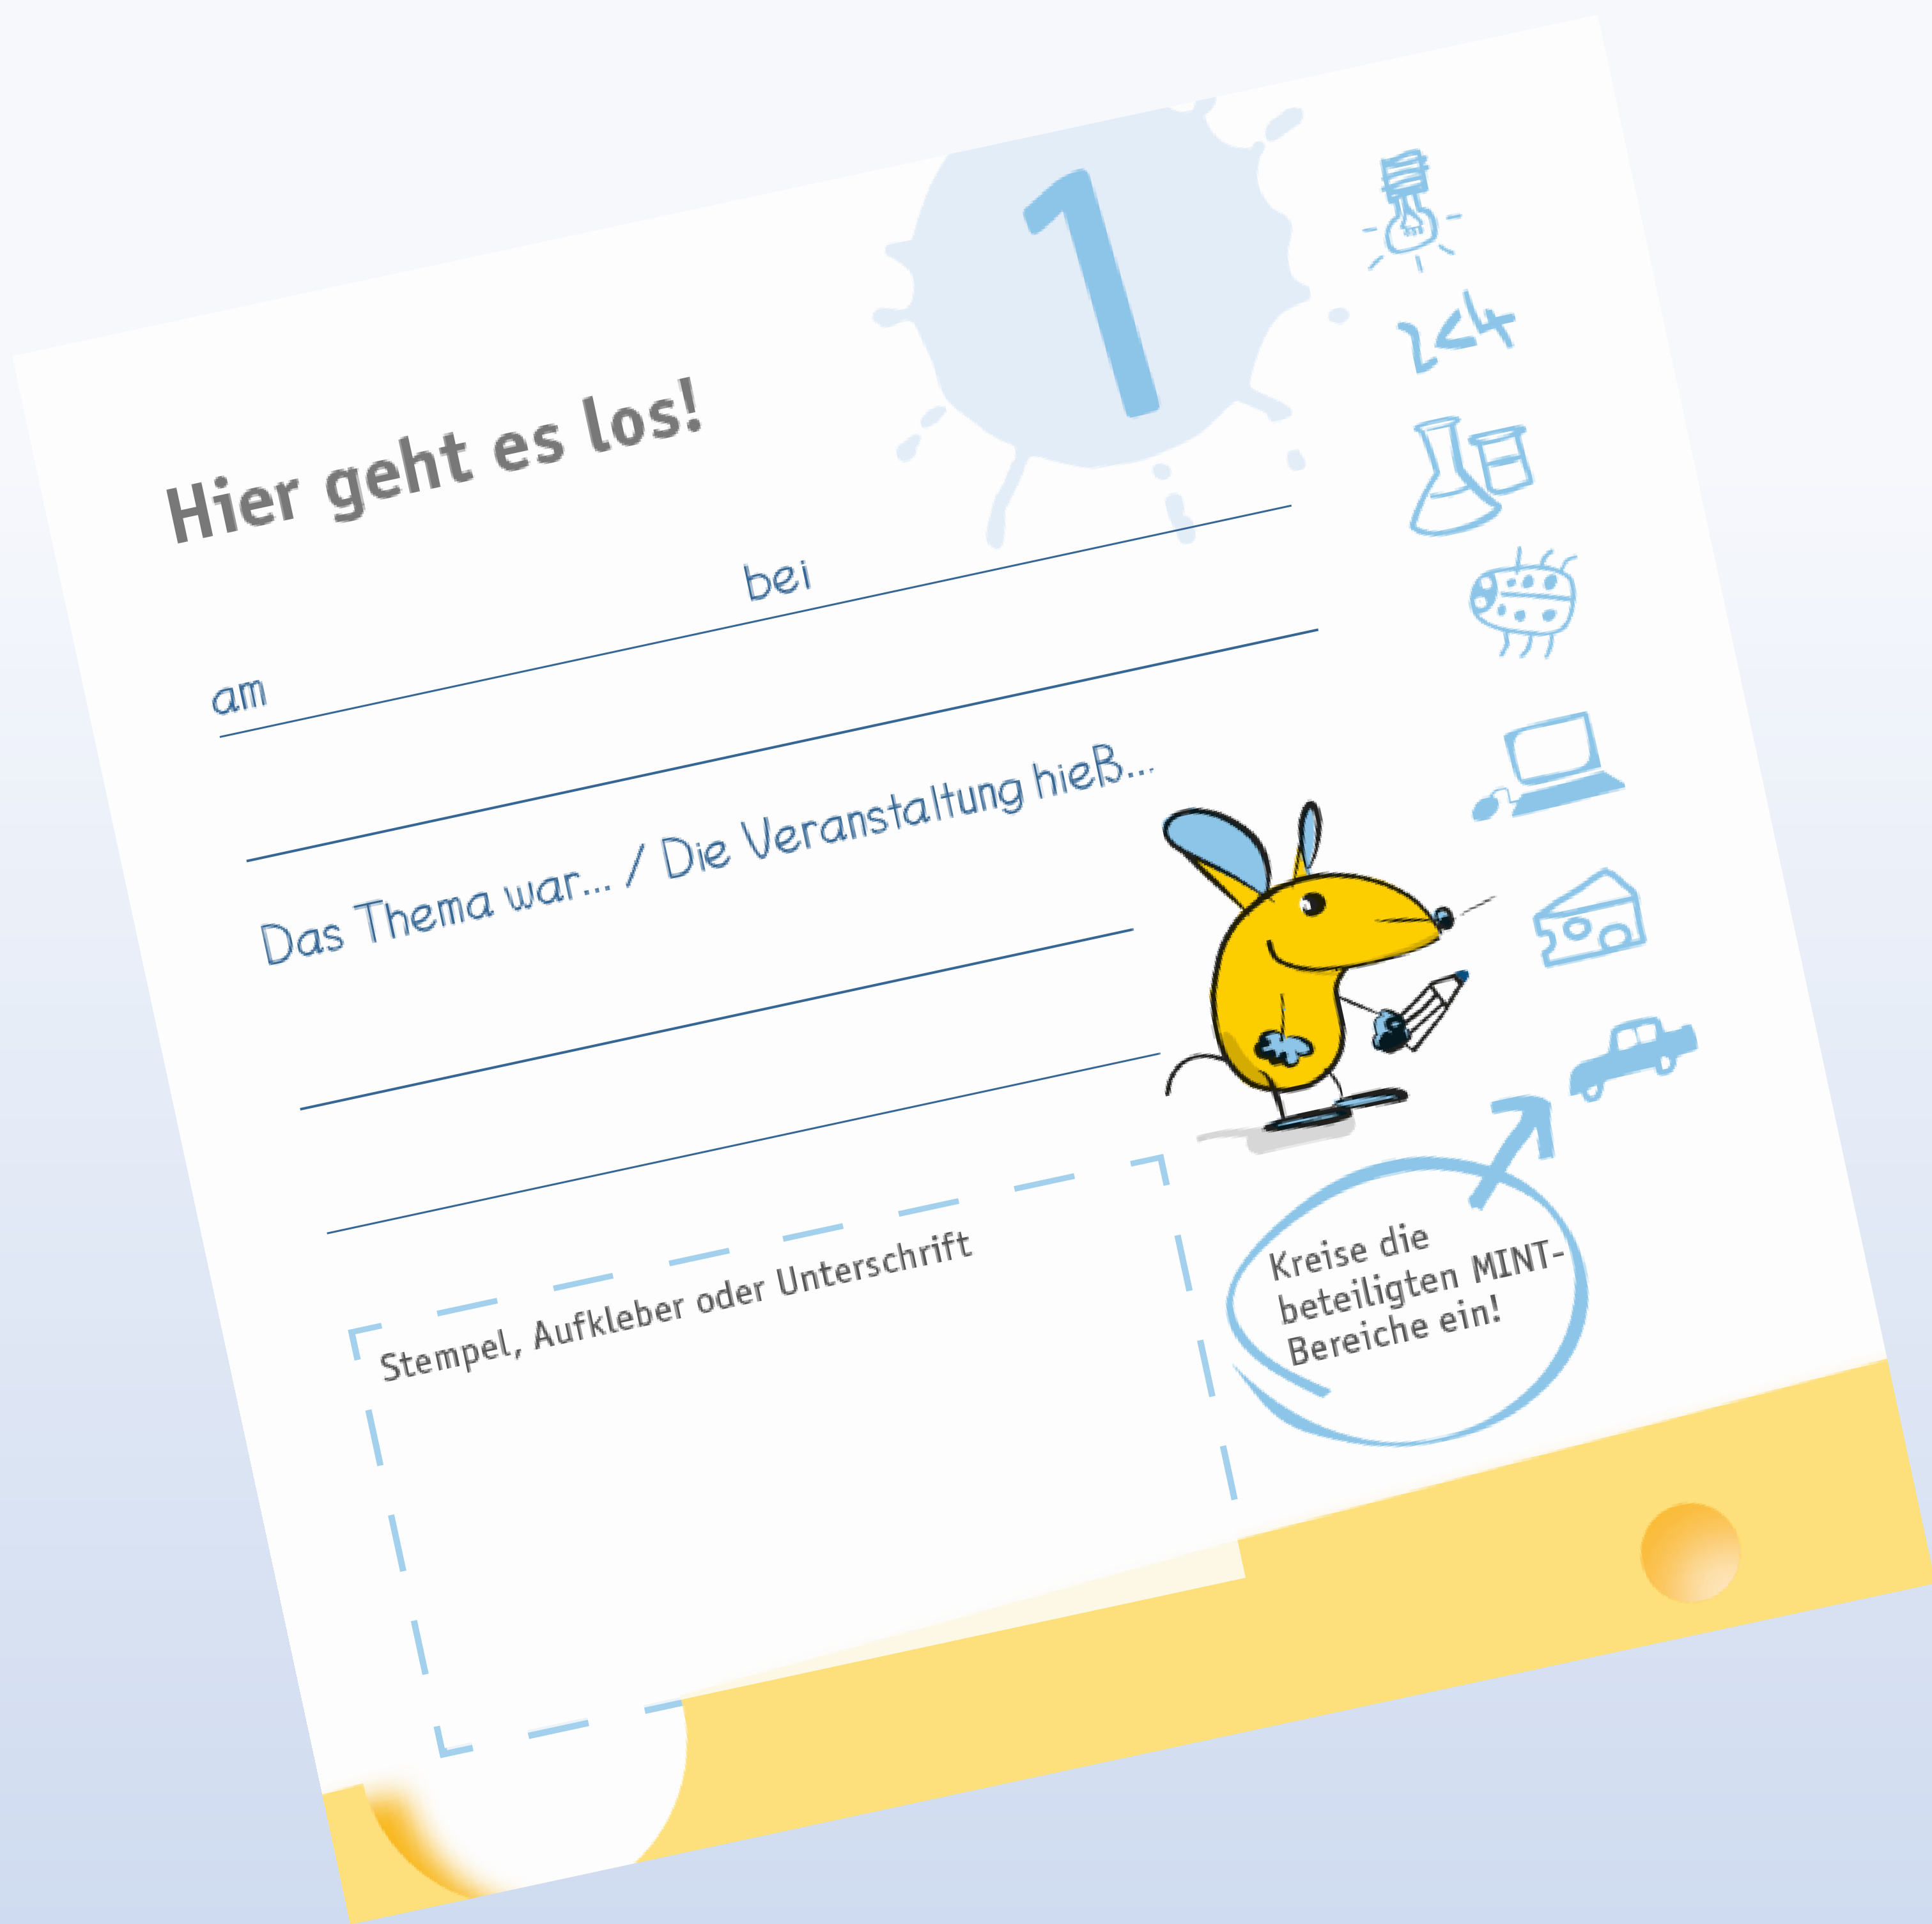 1
Hier geht es los!
am bei
Das Thema war... / Die Veranstaltung hieß...
Stempel, Aufkleber oder Unterschrift
2<4
Kreise die
beteiligten MINT-
Bereiche ein!